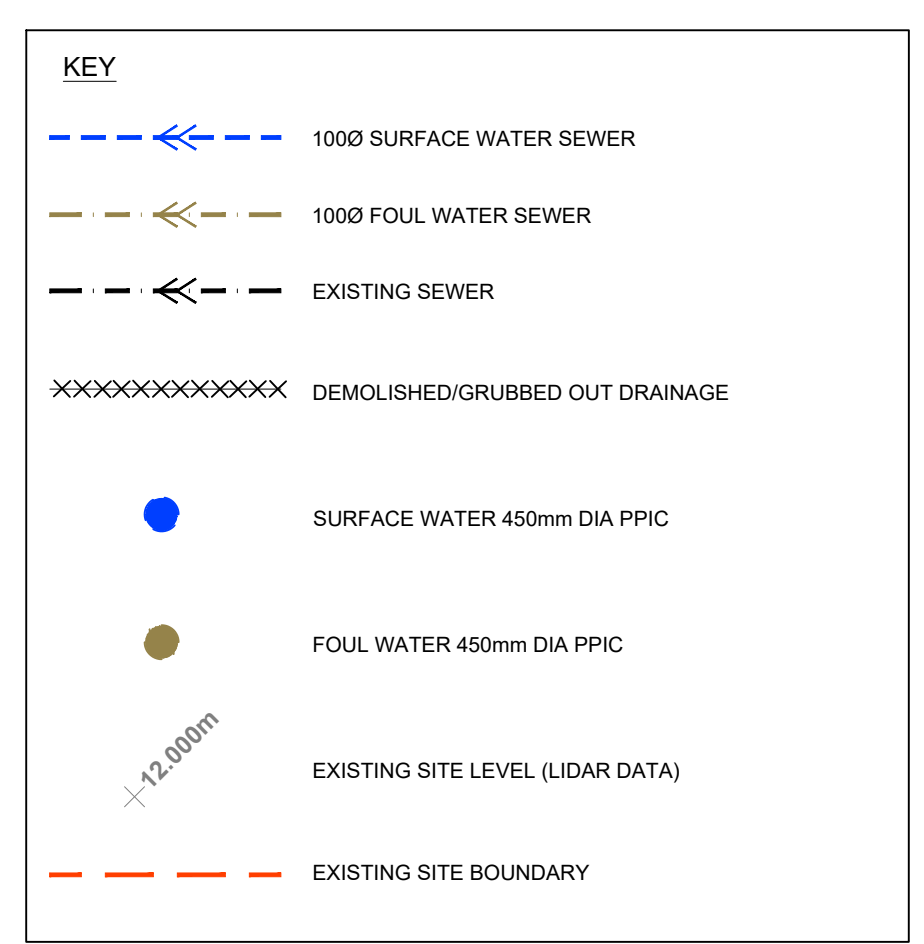 KEY
100Ø SURFACE WATER SEWER
100Ø FOUL WATER SEWER
EXISTING SEWER
DEMOLISHED/GRUBBED OUT DRAINAGE
SURFACE WATER 450mm DIA PPIC
FOUL WATER 450mm DIA PPIC
12.000m
EXISTING SITE LEVEL (LIDAR DATA)
EXISTING SITE BOUNDARY